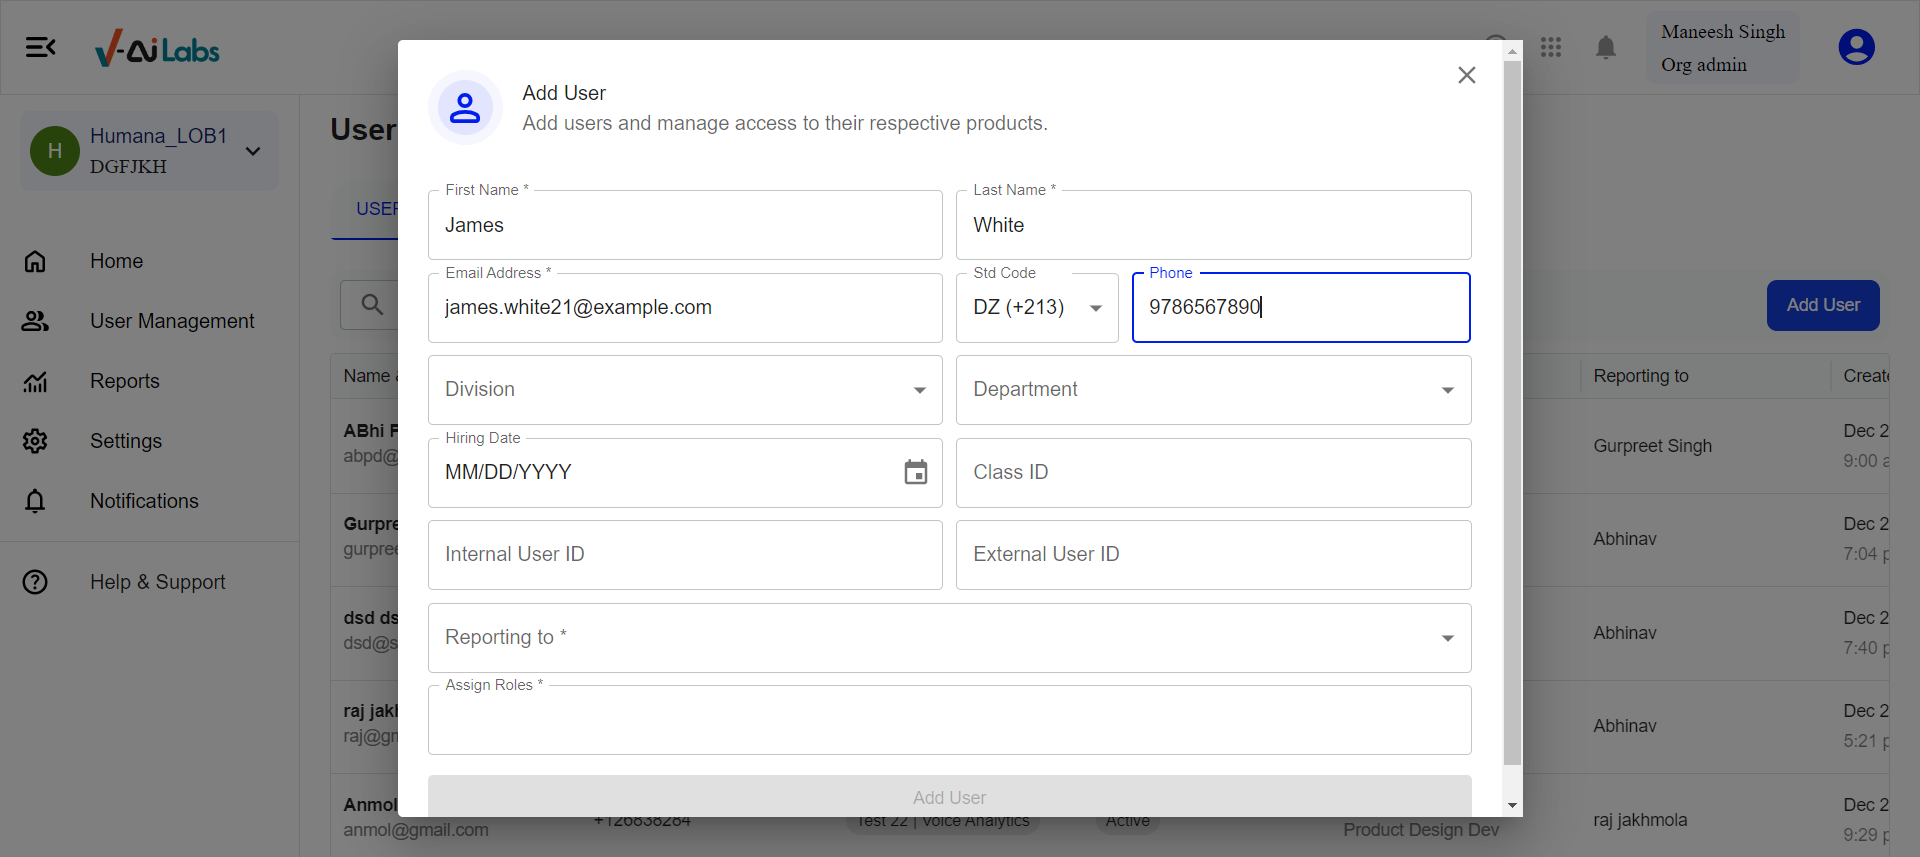 V-Ai Labs
Maneesh Singh
Org admin
H
Humana_LOB1
DGFJKH
Home
User Management
Reports
Settings
Notifications
Help & Support
User
USER
Add User
Name
Reporting to
Create
ABhi
abpd@
Gurpreet Singh
Dec 2
9:00
Gurpre
gurpree
Abhinav
Dec 2
7:04 p
dsd ds
dsd@s
Abhinav
Dec 2
7:40 p
raj jakh
raj@gm
Abhinav
Dec 2
5:21 p
Anmol
anmol@gmail.com
+126838284
Test 22 | Voice Analytics
Active
Product Design Dev
raj jakhmola
Dec 2
9:29 p
Add User
Add users and manage access to their respective products.
First Name *
James
Last Name *
White
Email Address *
james.white21@example.com
Std Code
DZ (+213)
Phone
9786567890
Division
Department
Hiring Date
MM/DD/YYYY
Class ID
Internal User ID
External User ID
Reporting to *
Assign Roles *
Add User